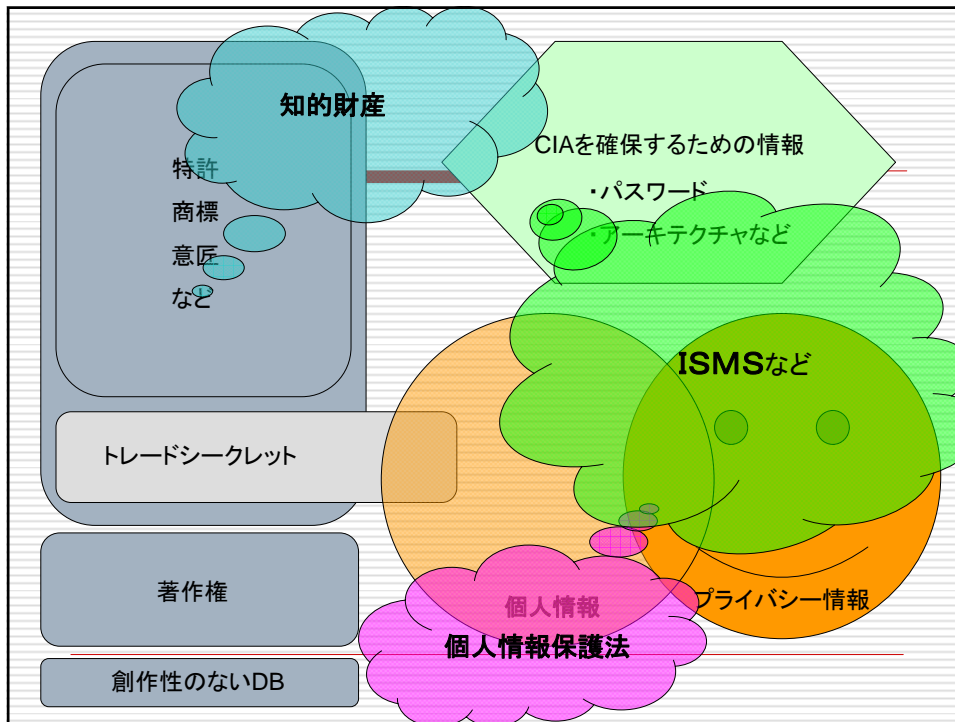 知的財産
特許
商標
意匠
など
CIAを確保するための情報
・パスワード
・アーキテクチャなど
ISMSなど
トレードシークレット
著作権
個人情報
プライバシー情報
個人情報保護法
創作性のないDB